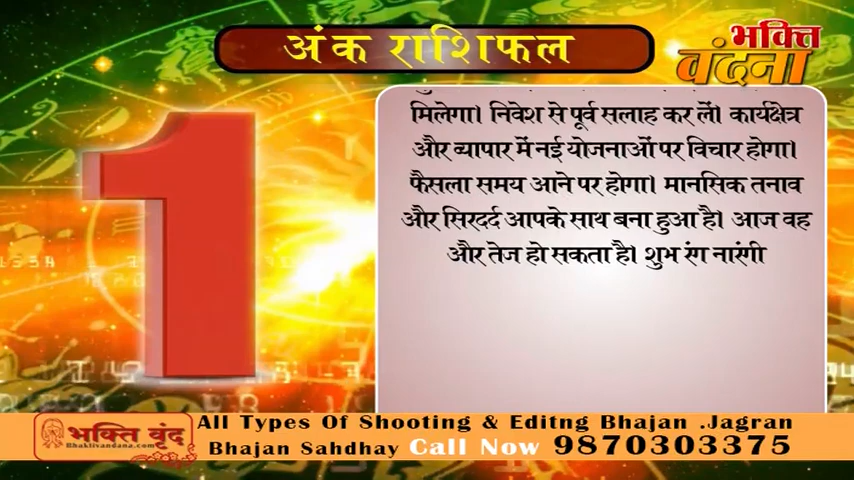 अंक राशिफल
भक्ति
वंदना
1
मिलेगा। निवेश से पूर्व सलाह कर लें। कार्यक्षेत्र
और व्यापार में नई योजनाओं पर विचार होगा।
फैसला समय आने पर होगा। मानसिक तनाव
और सिरदर्द आपके साथ बना हुआ है। आज वह
और तेज हो सकता है। शुभ रंग नारंगी
भक्ति वृंद
Bhaktivandana.com
All Types Of Shooting & Editng Bhajan .Jagran
Bhajan Sahdhay Call Now 9870303375